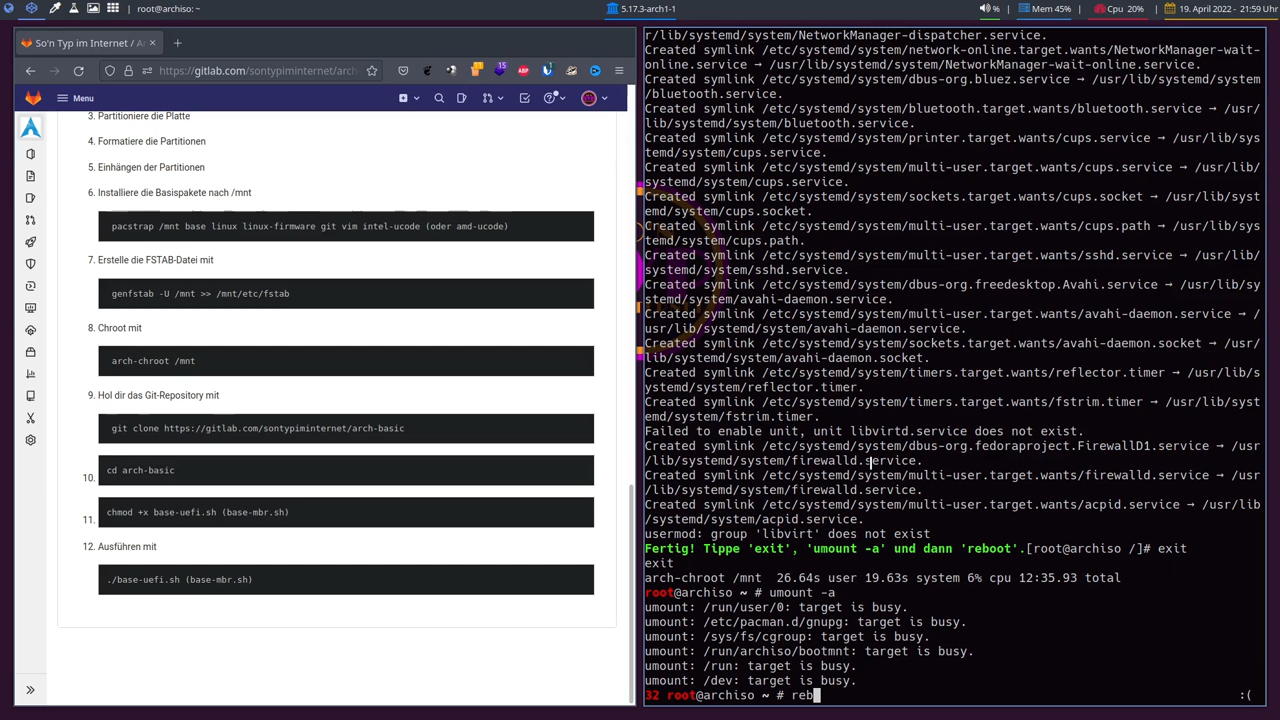 root@archiso: ~
5.17.3-arch1-1
%
Mem 45%
Cpu 20%
19. April 2022 - 21:59 Uhr
So'n Typ im Internet / Ar
https://gitlab.com/sontypiminternet/arch
Menu
3. Partitioniere die Platte
4. Formatiere die Partitionen
5. Einhängen der Partitionen
6. Installiere die Basispakete nach /mnt
pacstrap /mnt base linux linux-firmware git vim intel-ucode (oder amd-ucode)
7. Erstelle die FSTAB-Datei mit
genfstab -U /mnt >> /mnt/etc/fstab
8. Chroot mit
arch-chroot /mnt
9. Hol dir das Git-Repository mit
git clone https://gitlab.com/sontypiminternet/arch-basic
10. cd arch-basic
11. chmod +x base-uefi.sh (base-mbr.sh)
12. Ausführen mit
./base-uefi.sh (base-mbr.sh)
r/lib/systemd/system/NetworkManager-dispatcher.service.
Created symlink /etc/systemd/system/network-online.target.wants/NetworkManager-wait-
online.service → /usr/lib/systemd/system/NetworkManager-wait-online.service.
Created symlink /etc/systemd/system/dbus-org.bluez.service → /usr/lib/systemd/system
/bluetooth.service.
Created symlink /etc/systemd/system/bluetooth.target.wants/bluetooth.service → /usr/
lib/systemd/system/bluetooth.service.
Created symlink /etc/systemd/system/printer.target.wants/cups.service → /usr/lib/sys
temd/system/cups.service.
Created symlink /etc/systemd/system/multi-user.target.wants/cups.service → /usr/lib/
systemd/system/cups.service.
Created symlink /etc/systemd/system/sockets.target.wants/cups.socket → /usr/lib/syst
emd/system/cups.socket.
Created symlink /etc/systemd/system/multi-user.target.wants/cups.path → /usr/lib/sys
temd/system/cups.path.
Created symlink /etc/systemd/system/multi-user.target.wants/sshd.service → /usr/lib/
systemd/system/sshd.service.
Created symlink /etc/systemd/system/dbus-org.freedesktop.Avahi.service → /usr/lib/sy
stemd/system/avahi-daemon.service.
Created symlink /etc/systemd/system/multi-user.target.wants/avahi-daemon.service → /
usr/lib/systemd/system/avahi-daemon.service.
Created symlink /etc/systemd/system/sockets.target.wants/avahi-daemon.socket → /usr/
lib/systemd/system/avahi-daemon.socket.
Created symlink /etc/systemd/system/timers.target.wants/reflector.timer → /usr/lib/s
ystemd/system/reflector.timer.
Created symlink /etc/systemd/system/timers.target.wants/fstrim.timer → /usr/lib/syst
emd/system/fstrim.timer.
Failed to enable unit, unit libvirtd.service does not exist.
Created symlink /etc/systemd/system/dbus-org.fedoraproject.FirewallD1.service → /usr
/lib/systemd/system/firewalld.service.
Created symlink /etc/systemd/system/multi-user.target.wants/firewalld.service → /usr
/lib/systemd/system/firewalld.service.
Created symlink /etc/systemd/system/multi-user.target.wants/acpid.service → /usr/lib
/systemd/system/acpid.service.
usermod: group 'libvirt' does not exist
Fertig! Tippe 'exit', 'umount -a' und dann 'reboot'.[root@archiso /]# exit
exit
arch-chroot /mnt  26.64s user 19.63s system 6% cpu 12:35.93 total
root@archiso ~ # umount -a
umount: /run/user/0: target is busy.
umount: /etc/pacman.d/gnupg: target is busy.
umount: /sys/fs/cgroup: target is busy.
umount: /run/archiso/bootmnt: target is busy.
umount: /run: target is busy.
umount: /dev: target is busy.
32 root@archiso ~ # reb :(